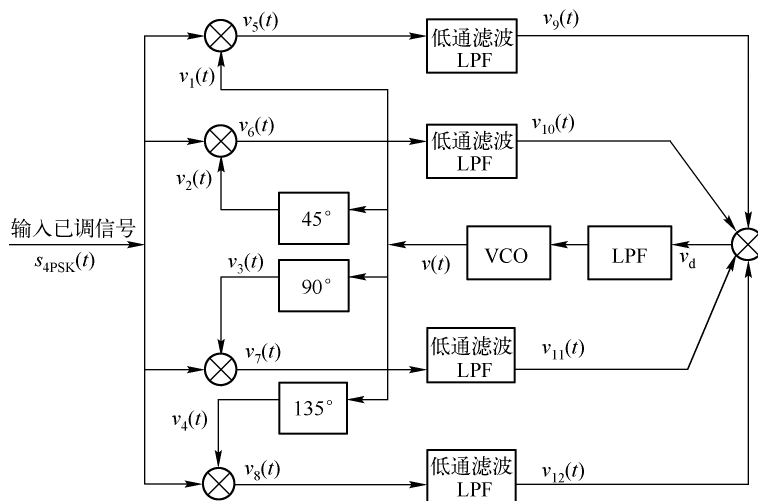 v₅(t)
低通滤波
LPF
v₉(t)
v₁(t)
v₆(t)
低通滤波
LPF
v₁₀(t)
v₂(t)
45°
输入已调信号
s₄PSK(t)
v₃(t)
90°
v(t)
VCO
LPF
v_d
v₇(t)
低通滤波
LPF
v₁₁(t)
v₄(t)
135°
v₈(t)
低通滤波
LPF
v₁₂(t)